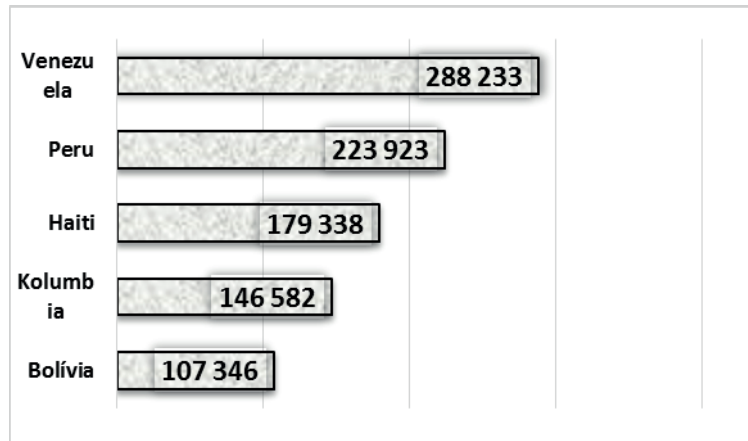 Venezu
ela
288 233
Peru
223 923
Haiti
179 338
Kolumb
ia
146 582
Bolívia
107 346